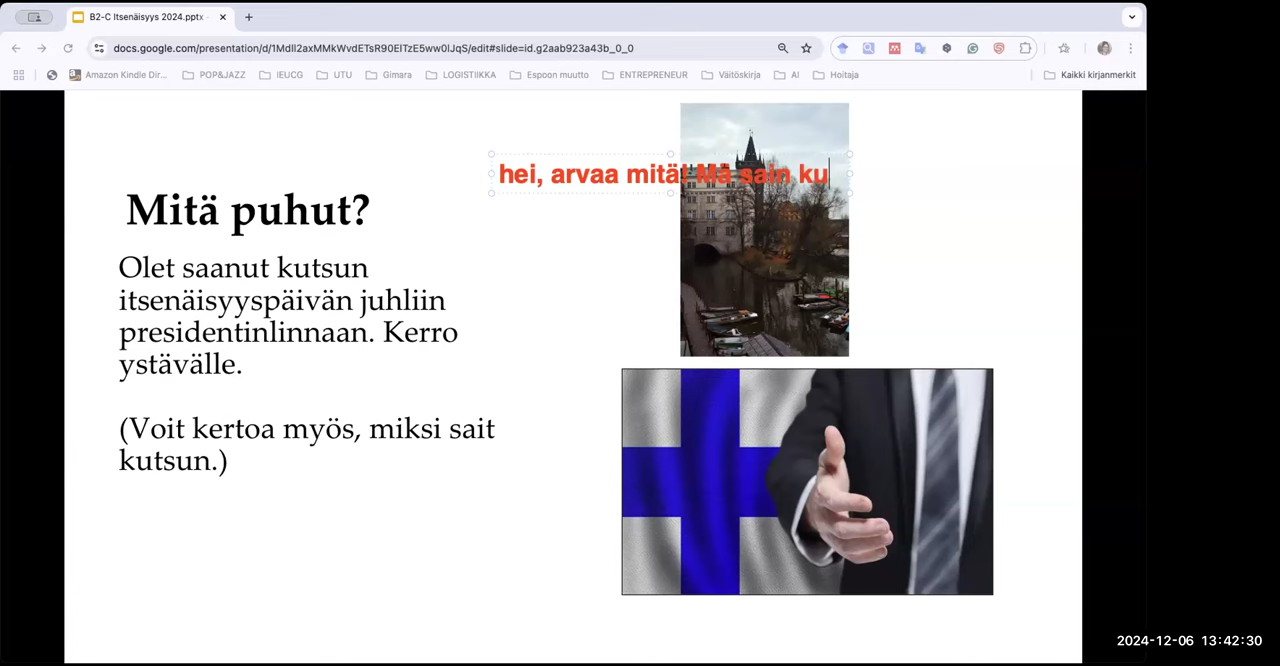 B2-C Itsenäisyys 2024.pptx
docs.google.com/presentation/d/1MdlI2axMMkWvdETsR90EITzE5ww0lJqS/edit#slide=id.g2aab923a43b_0_0
Amazon Kindle Dir... POP&JAZZ IEUCG UTU Gimara LOGISTIIKKA Espoon muutto ENTREPRENEUR Väitöskirja AI Hoitaja Kaikki kirjanmerkit
hei, arvaa mitä! Mä sain ku
Mitä puhut?
Olet saanut kutsun
itsenäisyyspäivän juhliin
presidentinlinnaan. Kerro
ystävälle.
(Voit kertoa myös, miksi sait
kutsun.)
2024-12-06 13:42:30